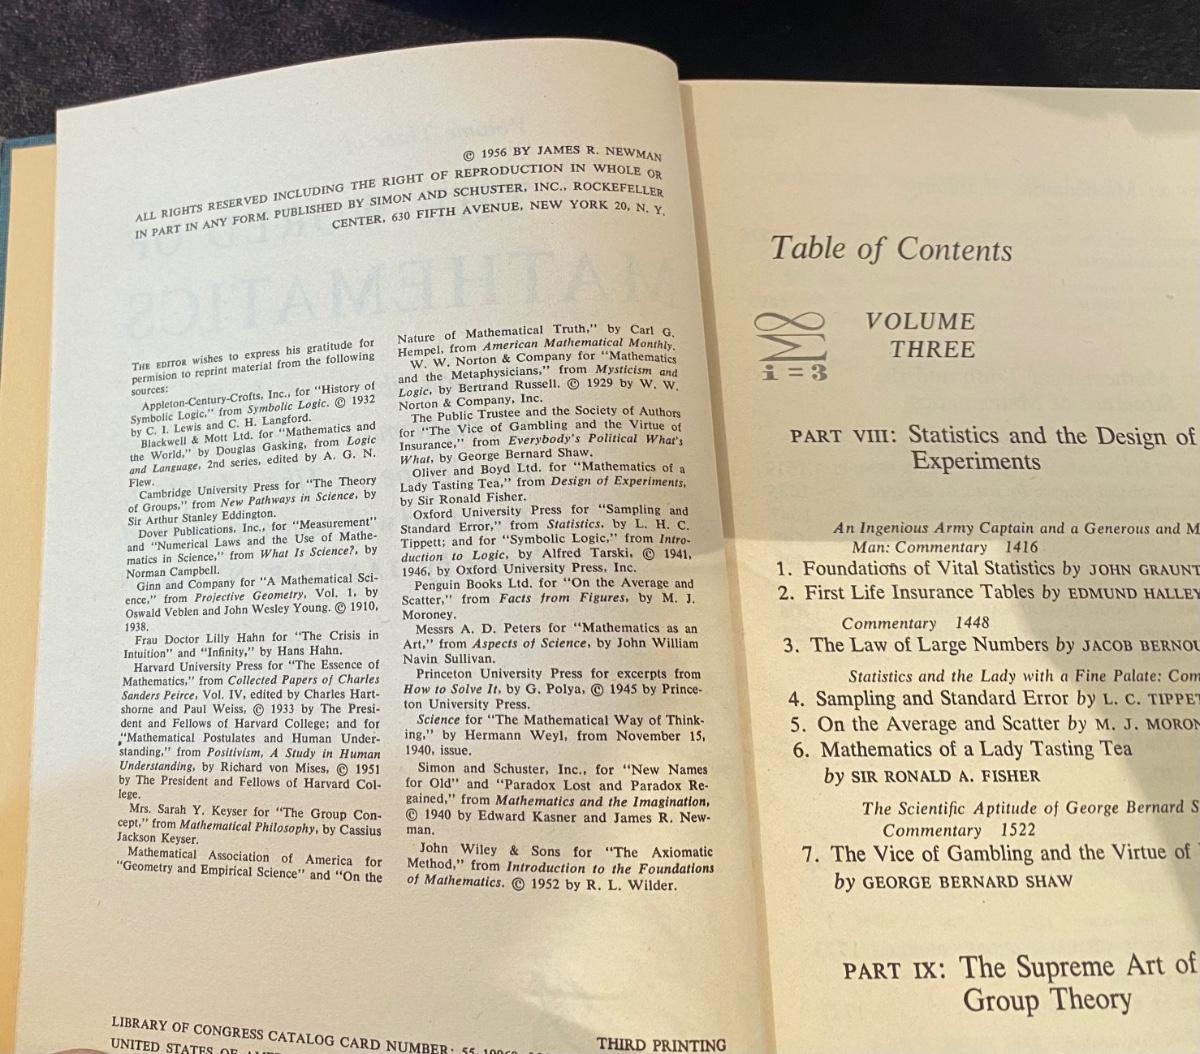 © 1956 BY JAMES R. NEWMAN
ALL RIGHTS RESERVED INCLUDING THE RIGHT OF REPRODUCTION IN WHOLE OR
IN PART IN ANY FORM. PUBLISHED BY SIMON AND SCHUSTER, INC., ROCKEFELLER
CENTER, 630 FIFTH AVENUE, NEW YORK 20, N. Y.
THE EDITOR wishes to express his gratitude for
permision to reprint material from the following
sources:
Appleton-Century-Crofts, Inc., for "History of
Symbolic Logic," from Symbolic Logic. © 1932
by C. I. Lewis and C. H. Langford.
Blackwell & Mott Ltd. for "Mathematics and
the World," by Douglas Gasking, from Logic
and Language, 2nd series, edited by A. G. N.
Flew.
Cambridge University Press for "The Theory
of Groups," from New Pathways in Science, by
Sir Arthur Stanley Eddington.
Dover Publications, Inc., for "Measurement"
and "Numerical Laws and the Use of Mathe-
matics in Science," from What Is Science?, by
Norman Campbell.
Ginn and Company for "A Mathematical Sci-
ence," from Projective Geometry, Vol. 1, by
Oswald Veblen and John Wesley Young. © 1910,
1938.
Frau Doctor Lilly Hahn for "The Crisis in
Intuition" and "Infinity," by Hans Hahn.
Harvard University Press for "The Essence of
Mathematics," from Collected Papers of Charles
Sanders Peirce, Vol. IV, edited by Charles Hart-
shorne and Paul Weiss, © 1933 by The Presi-
dent and Fellows of Harvard College; and for
"Mathematical Postulates and Human Under-
standing," from Positivism, A Study in Human
Understanding, by Richard von Mises, © 1951
by The President and Fellows of Harvard Col-
lege.
Mrs. Sarah Y. Keyser for "The Group Con-
cept," from Mathematical Philosophy, by Cassius
Jackson Keyser.
Mathematical Association of America for
"Geometry and Empirical Science" and "On the
Nature of Mathematical Truth," by Carl G.
Hempel, from American Mathematical Monthly.
W. W. Norton & Company for "Mathematics
and the Metaphysicians," from Mysticism and
Logic, by Bertrand Russell. © 1929 by W. W.
Norton & Company, Inc.
The Public Trustee and the Society of Authors
for "The Vice of Gambling and the Virtue of
Insurance," from Everybody's Political What's
What, by George Bernard Shaw.
Oliver and Boyd Ltd. for "Mathematics of a
Lady Tasting Tea," from Design of Experiments,
by Sir Ronald Fisher.
Oxford University Press for "Sampling and
Standard Error," from Statistics, by L. H. C.
Tippett; and for "Symbolic Logic," from Intro-
duction to Logic, by Alfred Tarski, © 1941,
1946, by Oxford University Press, Inc.
Penguin Books Ltd. for "On the Average and
Scatter," from Facts from Figures, by M. J.
Moroney.
Messrs A. D. Peters for "Mathematics as an
Art," from Aspects of Science, by John William
Navin Sullivan.
Princeton University Press for excerpts from
How to Solve It, by G. Polya, © 1945 by Prince-
ton University Press.
Science for "The Mathematical Way of Think-
ing," by Hermann Weyl, from November 15,
1940, issue.
Simon and Schuster, Inc., for "New Names
for Old" and "Paradox Lost and Paradox Re-
gained," from Mathematics and the Imagination,
© 1940 by Edward Kasner and James R. New-
man.
John Wiley & Sons for "The Axiomatic
Method," from Introduction to the Foundations
of Mathematics. © 1952 by R. L. Wilder.
LIBRARY OF CONGRESS CATALOG CARD NUMBER: 55
UNITED STATES OF
THIRD PRINTING
Table of Contents
∞
Σ
i = 3
VOLUME
THREE
PART VIII: Statistics and the Design of
Experiments
An Ingenious Army Captain and a Generous and M
Man: Commentary 1416
1. Foundations of Vital Statistics by JOHN GRAUNT
2. First Life Insurance Tables by EDMUND HALLEY
Commentary 1448
3. The Law of Large Numbers by JACOB BERNOU
Statistics and the Lady with a Fine Palate: Com
4. Sampling and Standard Error by L. C. TIPPET
5. On the Average and Scatter by M. J. MORON
6. Mathematics of a Lady Tasting Tea
by SIR RONALD A. FISHER
The Scientific Aptitude of George Bernard S
Commentary 1522
7. The Vice of Gambling and the Virtue of
by GEORGE BERNARD SHAW
PART IX: The Supreme Art of
Group Theory